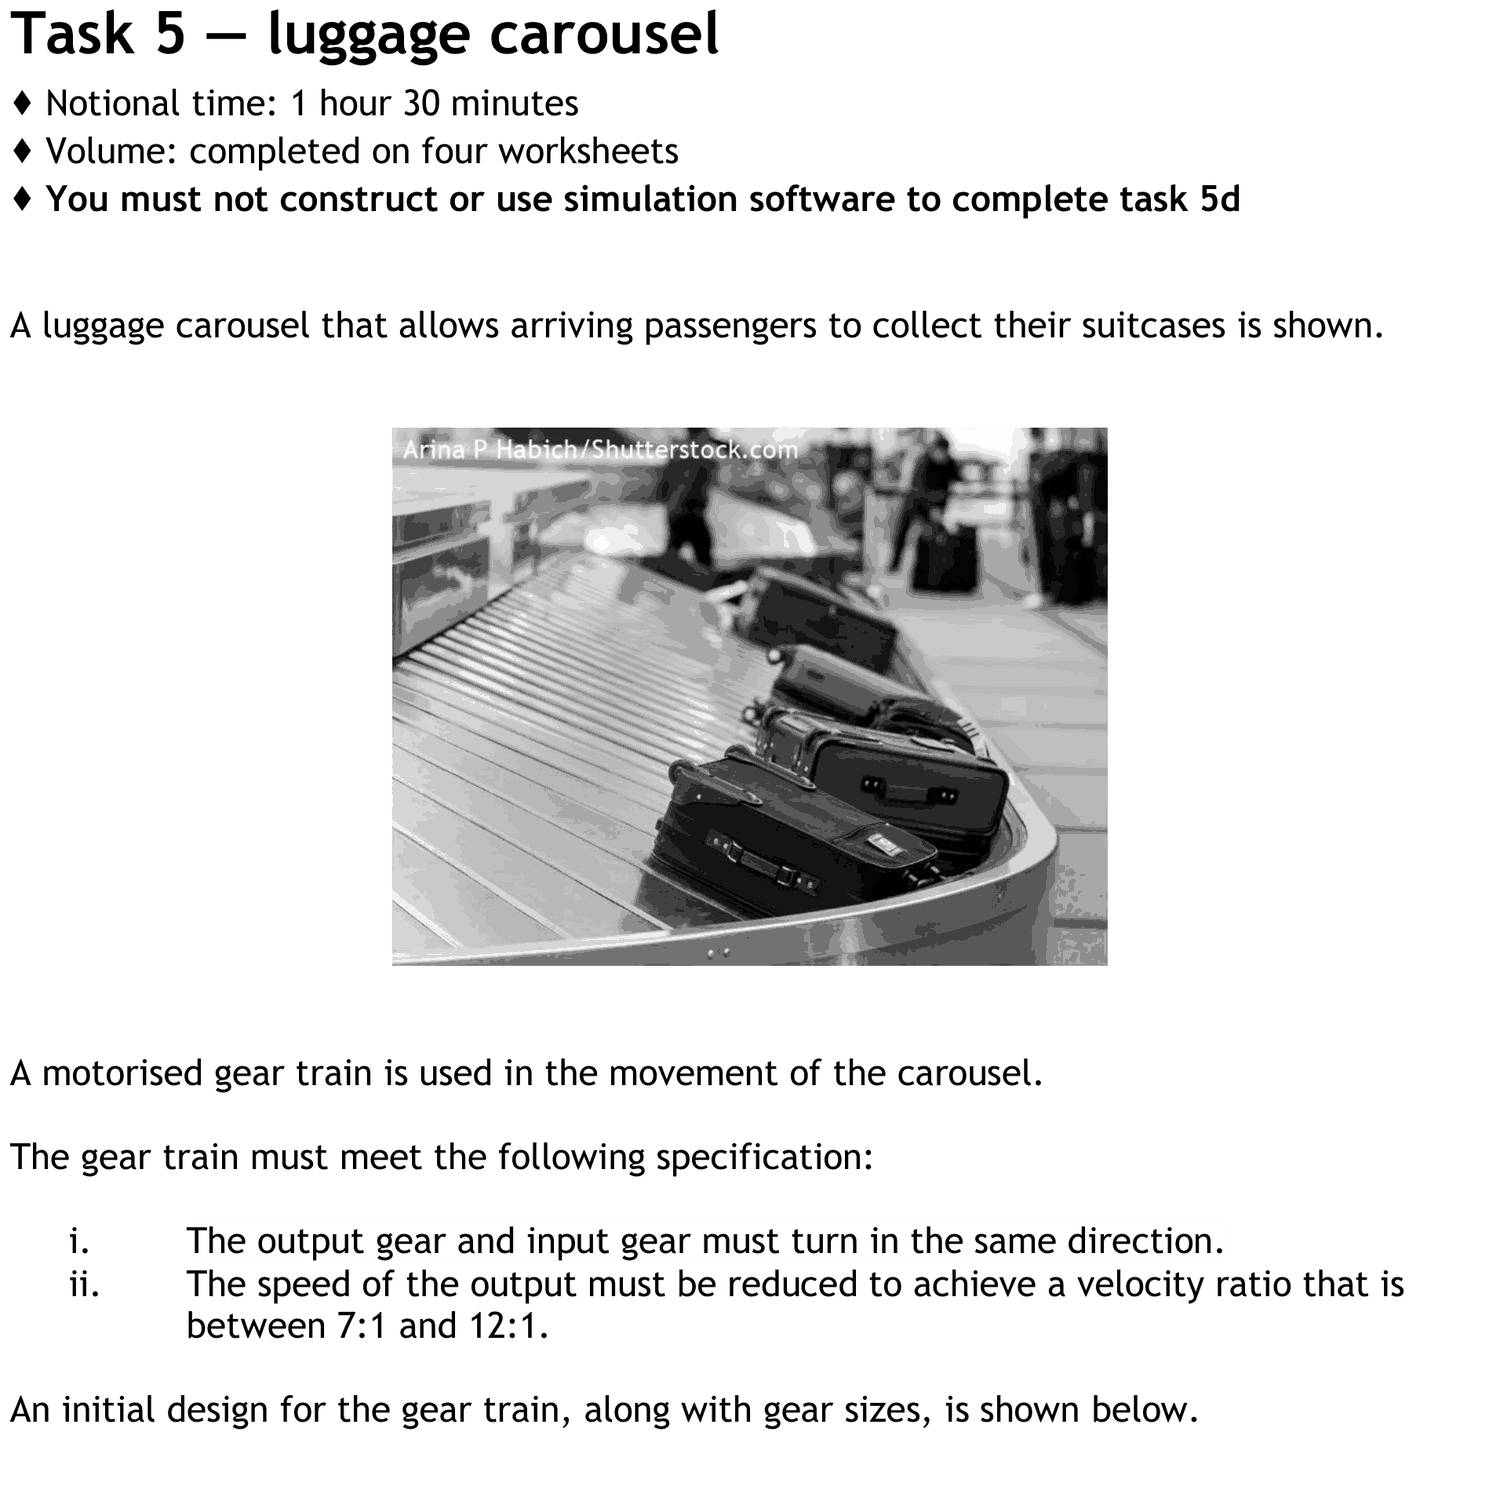 Task 5 — luggage carousel
♦ Notional time: 1 hour 30 minutes
♦ Volume: completed on four worksheets
♦ You must not construct or use simulation software to complete task 5d
A luggage carousel that allows arriving passengers to collect their suitcases is shown.
Arina P Habich/Shutterstock.com
A motorised gear train is used in the movement of the carousel.
The gear train must meet the following specification:
i. The output gear and input gear must turn in the same direction.
ii. The speed of the output must be reduced to achieve a velocity ratio that is
between 7:1 and 12:1.
An initial design for the gear train, along with gear sizes, is shown below.